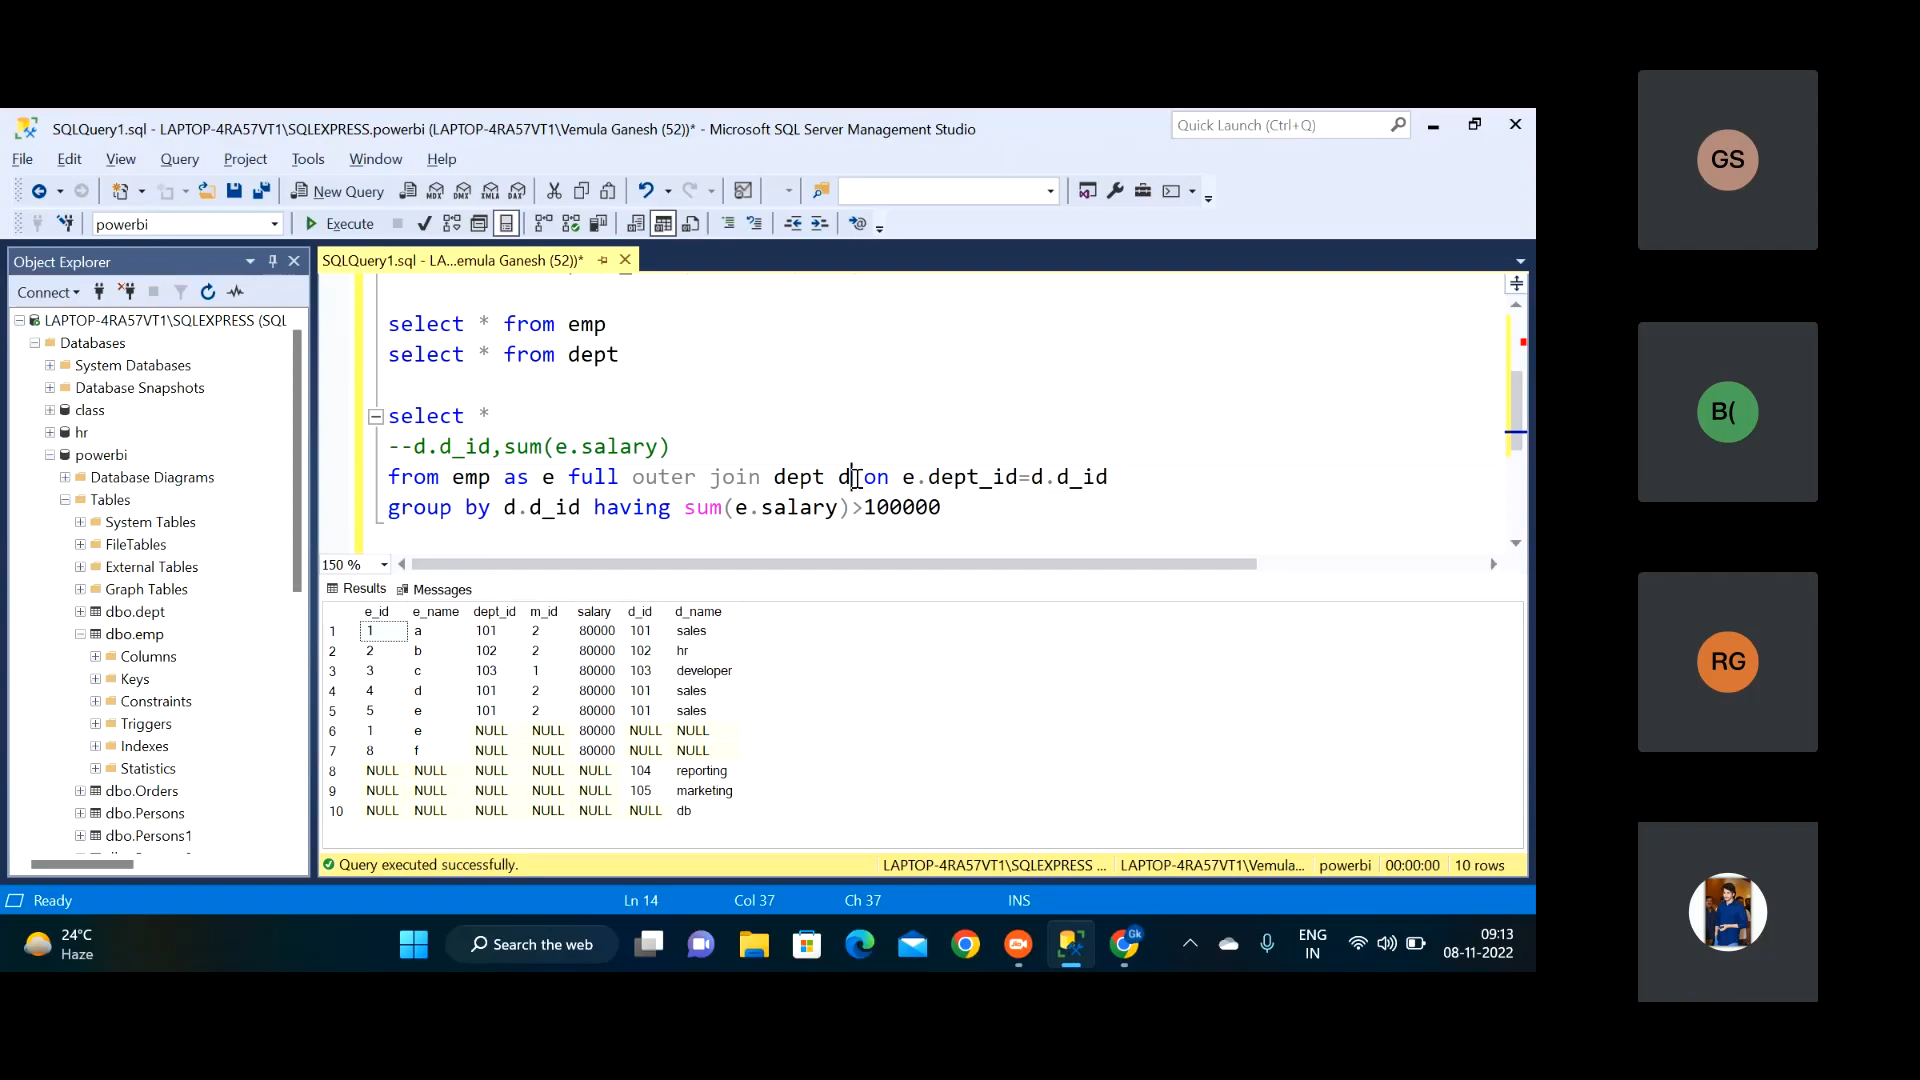 SQLQuery1.sql - LAPTOP-4RA57VT1\SQLEXPRESS.powerbi (LAPTOP-4RA57VT1\Vemula Ganesh (52))* - Microsoft SQL Server Management Studio
Quick Launch (Ctrl+Q)
File Edit View Query Project Tools Window Help
New Query
MDX DMX XMLA DAX
powerbi
Execute
Object Explorer
SQLQuery1.sql - LA...emula Ganesh (52))*
Connect
LAPTOP-4RA57VT1\SQLEXPRESS (SQL
Databases
System Databases
Database Snapshots
class
hr
powerbi
Database Diagrams
Tables
System Tables
FileTables
External Tables
Graph Tables
dbo.dept
dbo.emp
Columns
Keys
Constraints
Triggers
Indexes
Statistics
dbo.Orders
dbo.Persons
dbo.Persons1
select * from emp
select * from dept
select *
--d.d_id,sum(e.salary)
from emp as e full outer join dept d on e.dept_id=d.d_id
group by d.d_id having sum(e.salary)>100000
150 %
Results Messages
e_id e_name dept_id m_id salary d_id d_name
1 1 a 101 2 80000 101 sales
2 2 b 102 2 80000 102 hr
3 3 c 103 1 80000 103 developer
4 4 d 101 2 80000 101 sales
5 5 e 101 2 80000 101 sales
6 1 e NULL NULL 80000 NULL NULL
7 8 f NULL NULL 80000 NULL NULL
8 NULL NULL NULL NULL NULL 104 reporting
9 NULL NULL NULL NULL NULL 105 marketing
10 NULL NULL NULL NULL NULL NULL db
Query executed successfully. LAPTOP-4RA57VT1\SQLEXPRESS ... LAPTOP-4RA57VT1\Vemula... powerbi 00:00:00 10 rows
Ready Ln 14 Col 37 Ch 37 INS
24°C
Haze
Search the web
Jio
Gk
ENG
IN
09:13
08-11-2022
GS
B(
RG